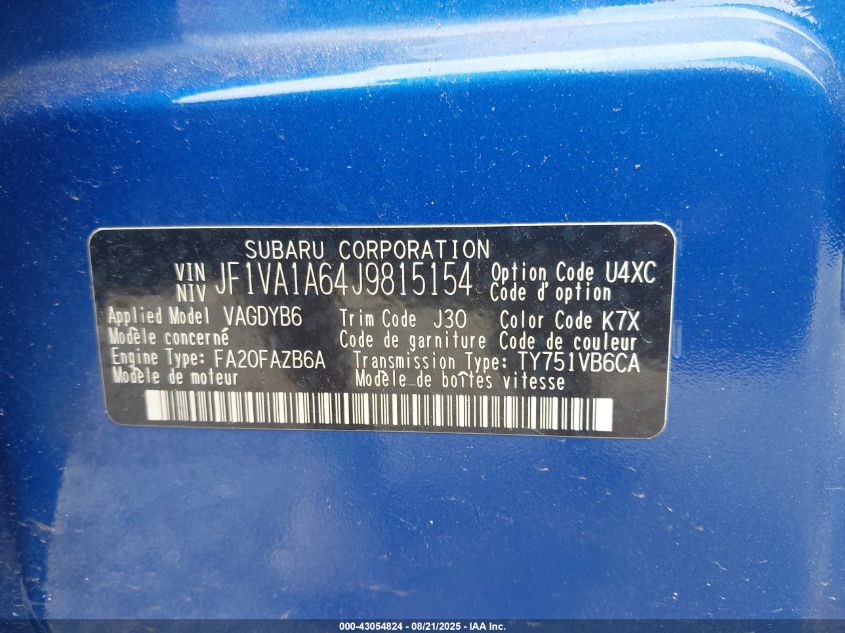 SUBARU CORPORATION
VIN NIV JF1VA1A64J9815154 Option Code U4XC
Code d'option
Applied Model VAGDYB6 Trim Code J30 Color Code K7X
Modèle concerné Code de garniture Code de couleur
Engine Type: FA20FAZB6A Transmission Type: TY751VB6CA
Modèle de moteur Modèle de boîtes vitesse
000-43054824 - 08/21/2025 - IAA Inc.